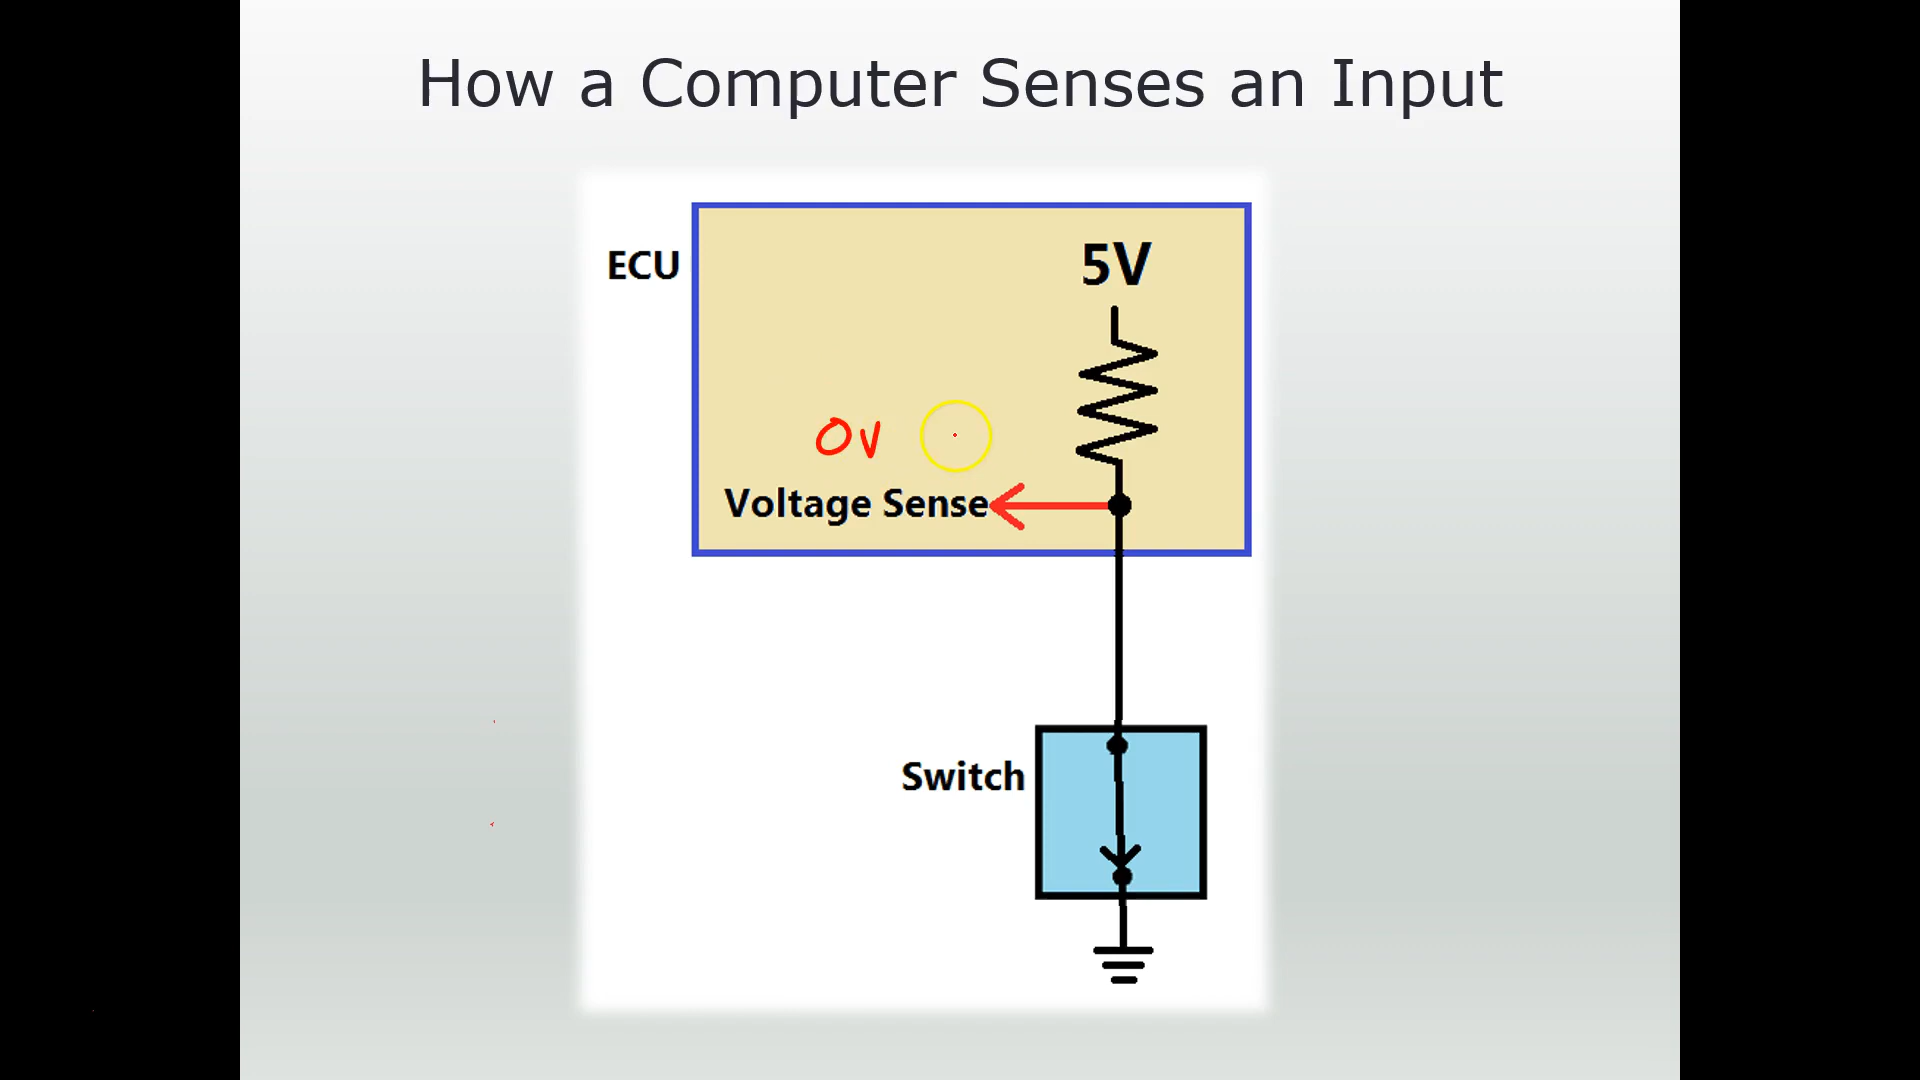 How a Computer Senses an Input
ECU
5V
0V
Voltage Sense
Switch